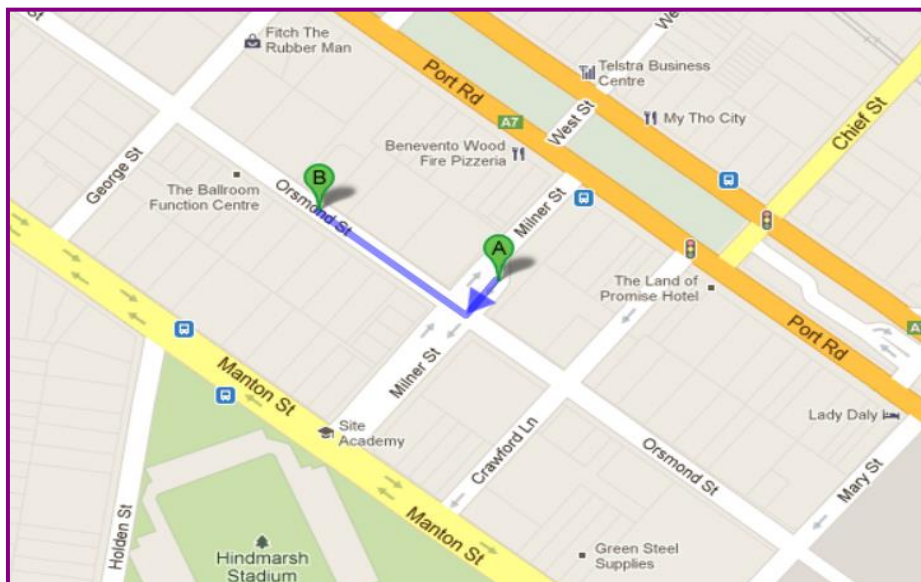 Fitch The
Rubber Man
Port Rd
A7
West St
We
Telstra Business
Centre
My Tho City
Chief St
Benevento Wood
Fire Pizzeria
George St
The Ballroom
Function Centre
B
Orsmond St
Milner St
A
The Land of
Promise Hotel
Port Rd
A
Manton St
Milner St
Site
Academy
Crawford Ln
Orsmond St
Lady Daly
Mary St
Holden St
Hindmarsh
Stadium
Manton St
Green Steel
Supplies